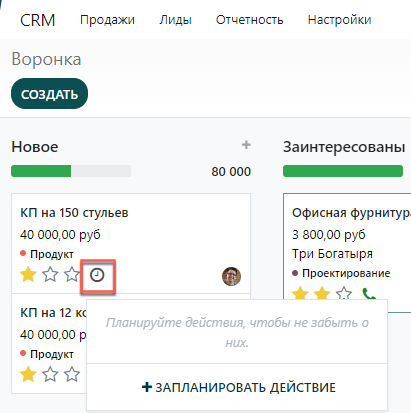 CRM Продажи Лиды Отчетность Настройки
Воронка
СОЗДАТЬ
Новое +
80 000
КП на 150 стульев
40 000,00 руб
Продукт
КП на 12 ко
40 000,00 р
Продукт
Заинтересованы
Офисная фурнитура
3 800,00 руб
Три Богатыря
Проектирование
Планируйте действия, чтобы не забыть о
них.
+ ЗАПЛАНИРОВАТЬ ДЕЙСТВИЕ